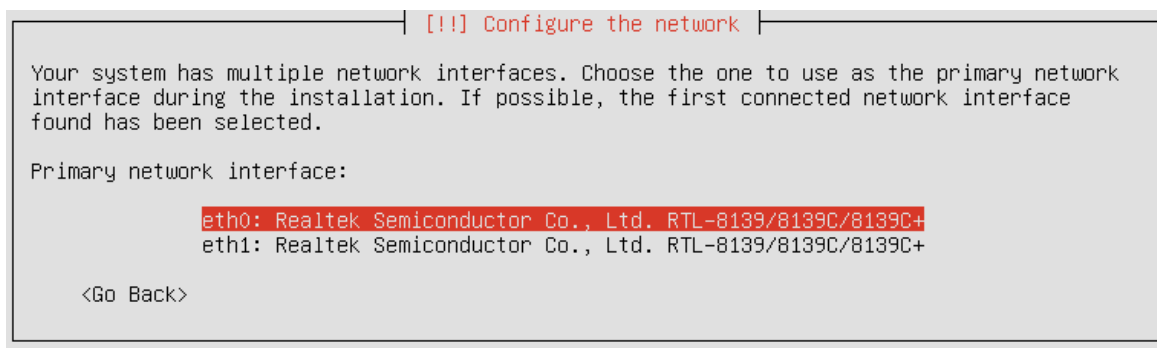 [!!] Configure the network
Your system has multiple network interfaces. Choose the one to use as the primary network
interface during the installation. If possible, the first connected network interface
found has been selected.
Primary network interface:
eth0: Realtek Semiconductor Co., Ltd. RTL-8139/8139C/8139C+
eth1: Realtek Semiconductor Co., Ltd. RTL-8139/8139C/8139C+
<Go Back>